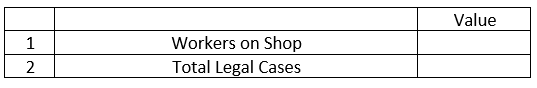 Value
1 Workers on Shop
2 Total Legal Cases